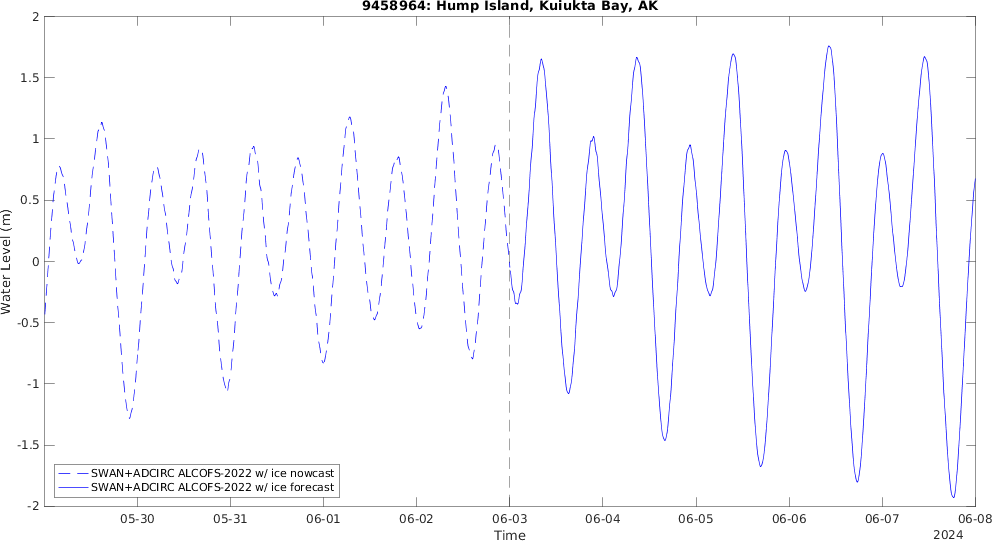 9458964: Hump Island, Kuiukta Bay, AK
Water Level (m)
2
1.5
1
0.5
0
-0.5
-1
-1.5
-2
SWAN+ADCIRC ALCOFS-2022 w/ ice nowcast
SWAN+ADCIRC ALCOFS-2022 w/ ice forecast
05-30 05-31 06-01 06-02 06-03 06-04 06-05 06-06 06-07 06-08
Time
2024